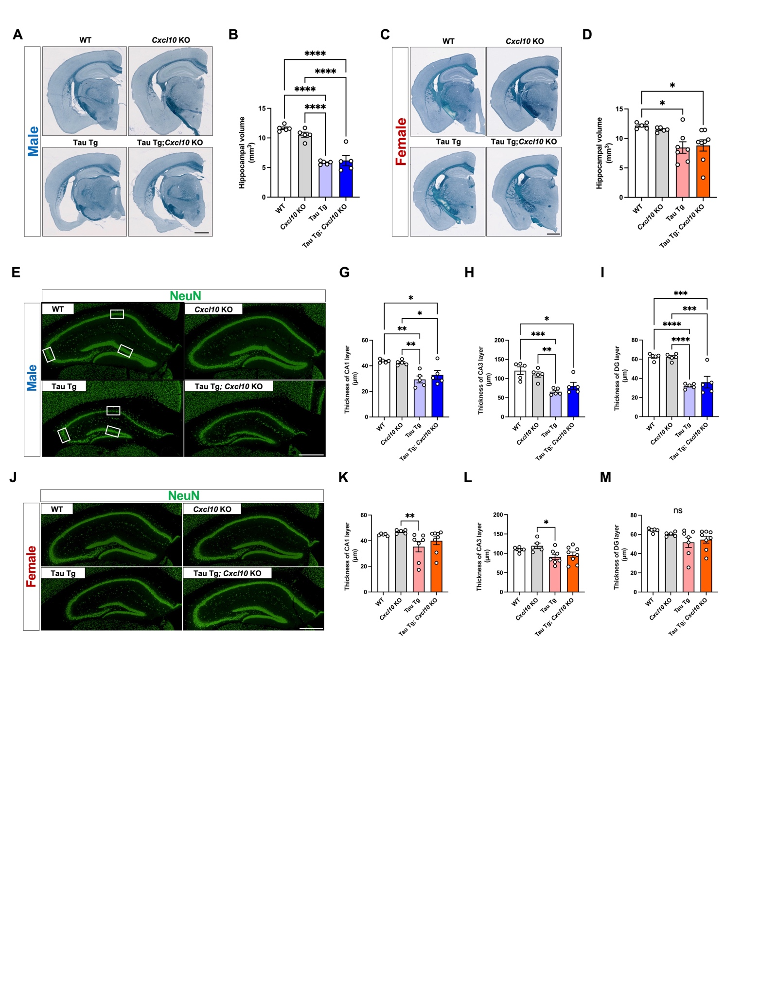 A
WT
Cxcl10 KO
Male
Tau Tg
Tau Tg;Cxcl10 KO
B
****
****
****
****
Hippocampal volume
(mm³)
15
10
5
0
WT
Cxcl10 KO
Tau Tg
Tau Tg; Cxcl10 KO
C
WT
Cxcl10 KO
Female
Tau Tg
Tau Tg;Cxcl10 KO
D
*
*
Hippocampal volume
(mm³)
15
10
5
0
WT
Cxcl10 KO
Tau Tg
Tau Tg; Cxcl10 KO
E
NeuN
Male
WT
Cxcl10 KO
Tau Tg
Tau Tg; Cxcl10 KO
G
*
*
**
**
Thickness of CA1 layer
(μm)
60
40
20
0
WT
Cxcl10 KO
Tau Tg
Tau Tg; Cxcl10 KO
H
*
***
**
Thickness of CA3 layer
(μm)
200
150
100
50
0
WT
Cxcl10 KO
Tau Tg
Tau Tg; Cxcl10 KO
I
***
***
****
****
Thickness of DG layer
(μm)
80
60
40
20
0
WT
Cxcl10 KO
Tau Tg
Tau Tg; Cxcl10 KO
J
NeuN
Female
WT
Cxcl10 KO
Tau Tg
Tau Tg; Cxcl10 KO
K
**
Thickness of CA1 layer
(μm)
60
40
20
0
WT
Cxcl10 KO
Tau Tg
Tau Tg; Cxcl10 KO
L
*
Thickness of CA3 layer
(μm)
200
150
100
50
0
WT
Cxcl10 KO
Tau Tg
Tau Tg; Cxcl10 KO
M
ns
Thickness of DG layer
(μm)
80
60
40
20
0
WT
Cxcl10 KO
Tau Tg
Tau Tg; Cxcl10 KO